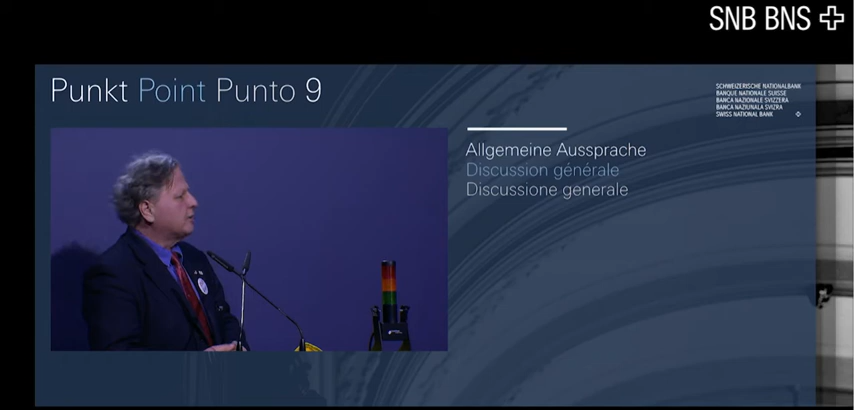 SNB BNS
Punkt Point Punto 9
SCHWEIZERISCHE NATIONALBANK
BANQUE NATIONALE SUISSE
BANCA NAZIONALE SVIZZERA
BANCA NAZIUNALA SVIZRA
SWISS NATIONAL BANK
Allgemeine Aussprache
Discussion générale
Discussione generale